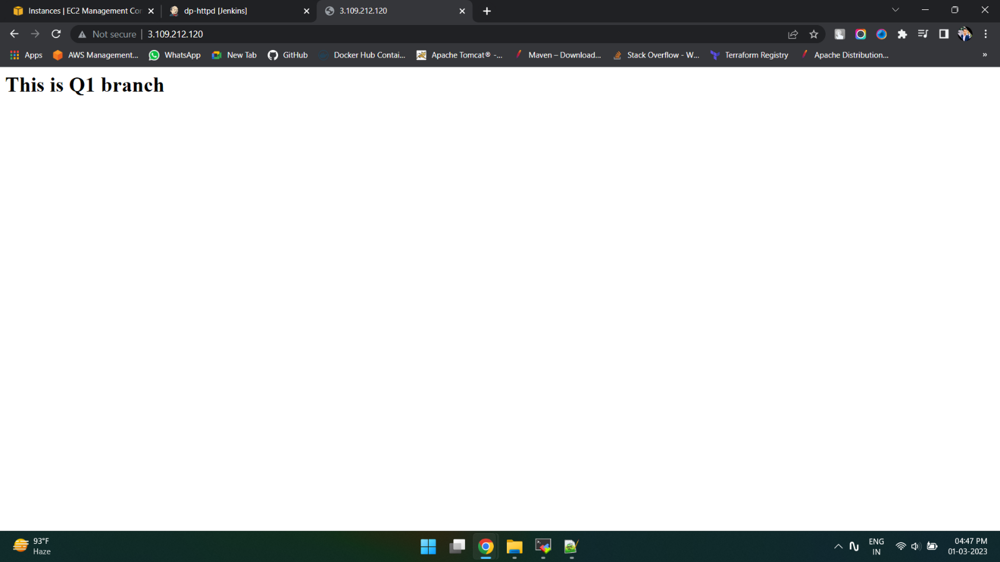 Instances | EC2 Management Cor
dp-httpd [Jenkins]
3.109.212.120
Not secure | 3.109.212.120
Apps
AWS Management...
WhatsApp
New Tab
GitHub
Docker Hub Contai...
Apache Tomcat® -...
Maven – Download...
Stack Overflow - W...
Terraform Registry
Apache Distribution...
»
This is Q1 branch
93°F
Haze
ENG
IN
04:47 PM
01-03-2023